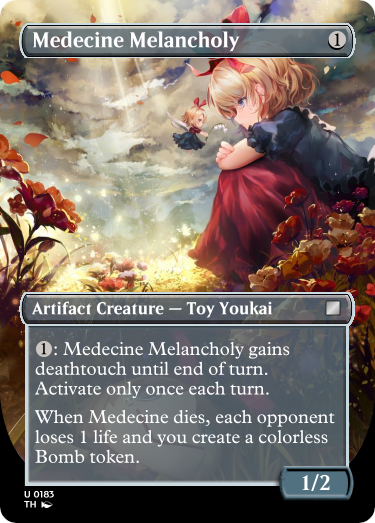 Medecine Melancholy 1
Artifact Creature — Toy Youkai
1: Medecine Melancholy gains
deathtouch until end of turn.
Activate only once each turn.
When Medecine dies, each opponent
loses 1 life and you create a colorless
Bomb token.
1/2
U 0183
TH